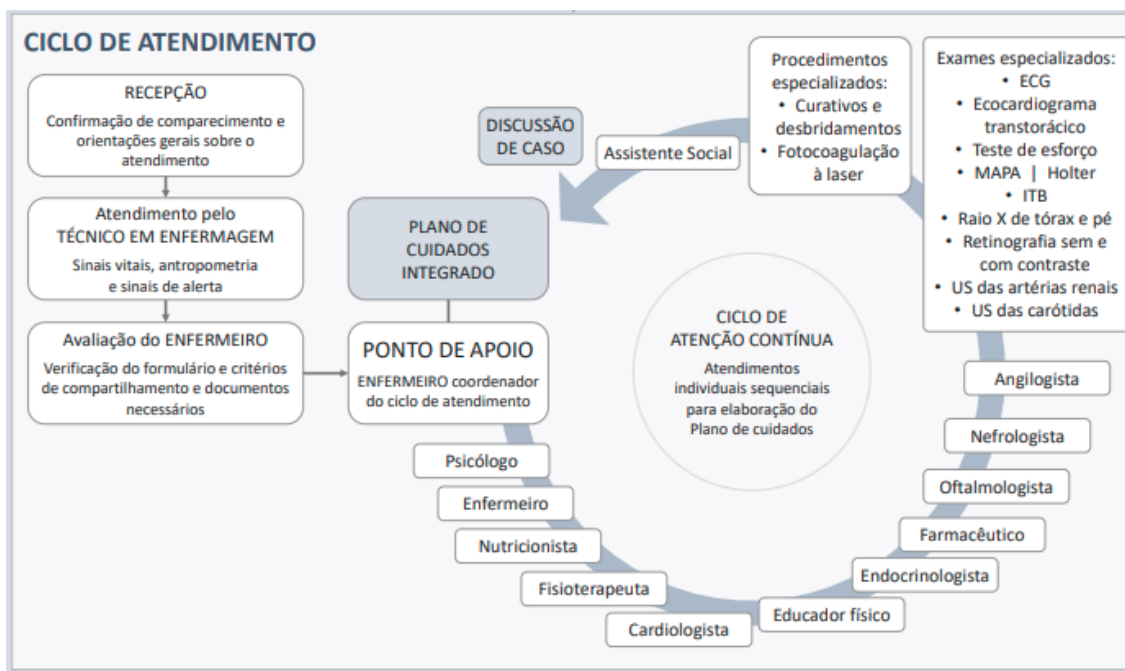 CICLO DE ATENDIMENTO
RECEPÇÃO
Confirmação de comparecimento e
orientações gerais sobre o
atendimento
Atendimento pelo
TÉCNICO EM ENFERMAGEM
Sinais vitais, antropometria
e sinais de alerta
Avaliação do ENFERMEIRO
Verificação do formulário e critérios
de compartilhamento e documentos
necessários
PLANO DE
CUIDADOS
INTEGRADO
PONTO DE APOIO
ENFERMEIRO coordenador
do ciclo de atendimento
Psicólogo
Enfermeiro
Nutricionista
Fisioterapeuta
Cardiologista
Educador físico
Endocrinologista
Farmacêutico
Oftalmologista
Nefrologista
Angilogista
Exames especializados:
• ECG
• Ecocardiograma
transtorácico
• Teste de esforço
• MAPA | Holter
• ITB
• Raio X de tórax e pé
• Retinografia sem e
com contraste
• US das artérias renais
• US das carótidas
Procedimentos
especializados:
• Curativos e
desbridamentos
• Fotocoagulação
à laser
Assistente Social
DISCUSSÃO
DE CASO
CICLO DE
ATENÇÃO CONTÍNUA
Atendimentos
individuais sequenciais
para elaboração do
Plano de cuidados